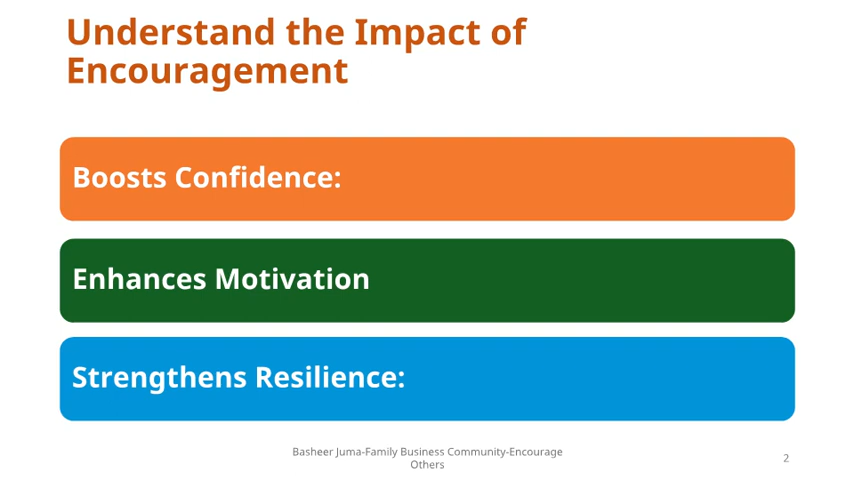 Understand the Impact of
Encouragement
Boosts Confidence:
Enhances Motivation
Strengthens Resilience:
Basheer Juma-Family Business Community-Encourage
Others
2